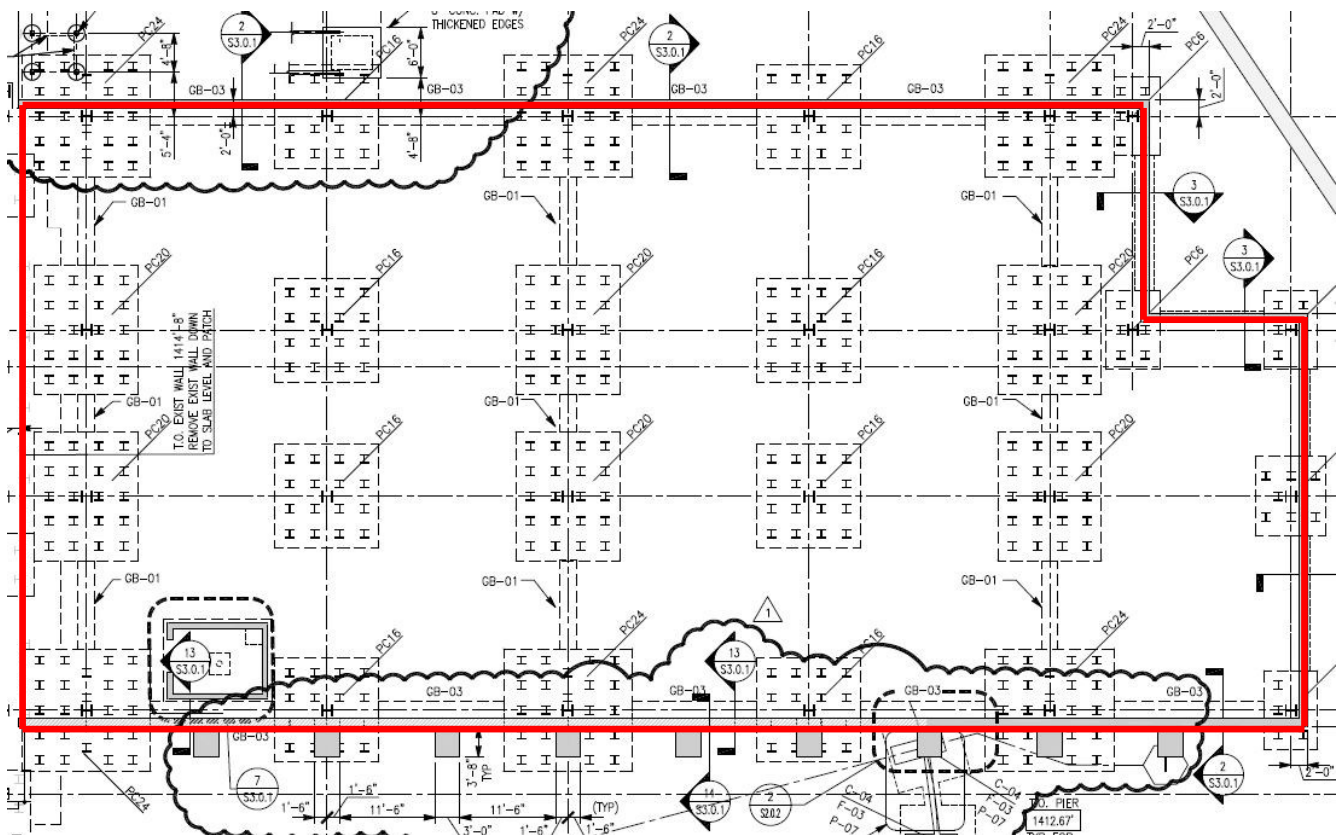 6" CONC. PAD W/
THICKENED EDGES
2
S3.0.1
PC24
4'-8"
PC16
6'-0"
2
S3.0.1
PC24
PC16
PC24
2'-0"
PC6
2'-0"
GB-03
GB-03
GB-03
GB-03
5'-4"
2'-0"
4'-8"
GB-01
GB-01
GB-01
3
S3.0.1
3
S3.0.1
PC20
PC16
PC20
PC16
PC20
PC6
T.O. EXIST WALL 1414'-8"
REMOVE EXIST WALL DOWN
TO SLAB LEVEL AND PATCH
GB-01
GB-01
GB-01
PC20
PC16
PC20
PC16
PC20
GB-01
GB-01
GB-01
1
13
S3.0.1
PC16
PC24
13
S3.0.1
PC16
PC24
GB-03
GB-03
GB-03
GB-03
PC24
7
S3.0.1
3'-8"
TYP
14
S3.0.1
2
S2.0.2
2
S3.0.1
2'-0"
1'-6"
1'-6"
11'-6"
11'-6"
(TYP)
3'-0"
1'-6"
1'-6"
C-04
F-03
P-07
C-04
F-03
P-07
T.O. PIER
1412.67'